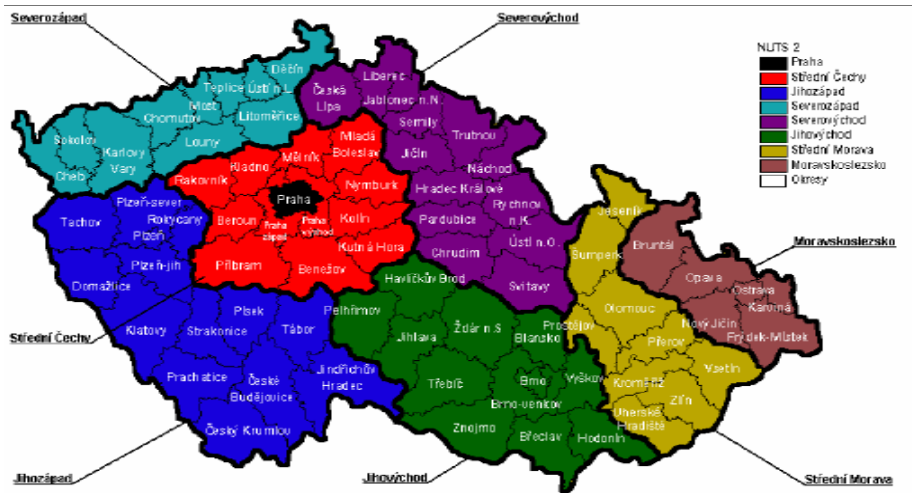 Severozápad
Severovýchod
NUTS 2
Praha
Střední Čechy
Jihozápad
Severozápad
Severovýchod
Jihovýchod
Střední Morava
Moravskoslezsko
Okresy
Děčín
Teplice
Ústí n.L.
Most
Chomutov
Litoměřice
Sokolov
Karlovy
Vary
Louny
Cheb
Liberec
Česká
Lípa
Jablonec n.N.
Semily
Trutnov
Jičín
Náchod
Hradec Králové
Rychnov
n.K.
Pardubice
Ústí n.O.
Chrudim
Svitavy
Mladá
Boleslav
Mělník
Kladno
Rakovník
Nymburk
Praha
Beroun
Praha
západ
Praha
východ
Kolín
Kutná Hora
Příbram
Benešov
Plzeň-sever
Tachov
Rokycany
Plzeň
Plzeň-jih
Domažlice
Klatovy
Písek
Strakonice
Tábor
Prachatice
České
Budějovice
Jindřichův
Hradec
Český Krumlov
Havlíčkův Brod
Pelhřimov
Jihlava
Žďár n.S
Blansko
Třebíč
Brno
Vyškov
Brno-venkov
Znojmo
Břeclav
Hodonín
Jeseník
Šumperk
Olomouc
Prostějov
Přerov
Vsetín
Kroměříž
Zlín
Uherské
Hradiště
Bruntál
Opava
Ostrava
Karviná
Nový Jičín
Frýdek-Místek
Moravskoslezsko
Střední Čechy
Jihozápad
Jihovýchod
Střední Morava